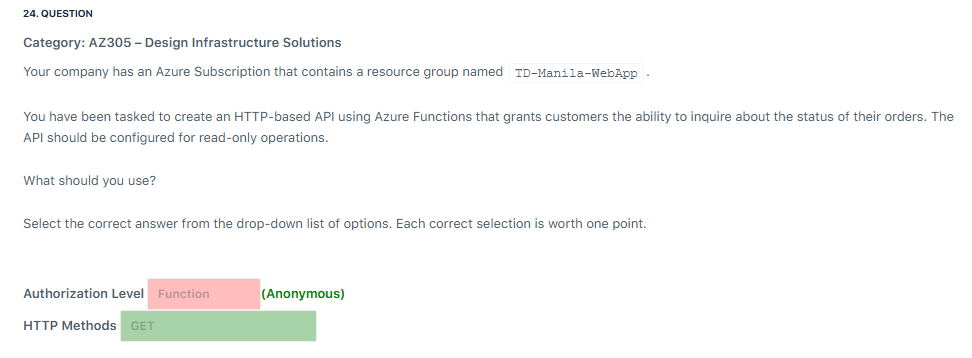 24. QUESTION
Category: AZ305 – Design Infrastructure Solutions
Your company has an Azure Subscription that contains a resource group named TD-Manila-WebApp .
You have been tasked to create an HTTP-based API using Azure Functions that grants customers the ability to inquire about the status of their orders. The
API should be configured for read-only operations.
What should you use?
Select the correct answer from the drop-down list of options. Each correct selection is worth one point.
Authorization Level Function (Anonymous)
HTTP Methods GET